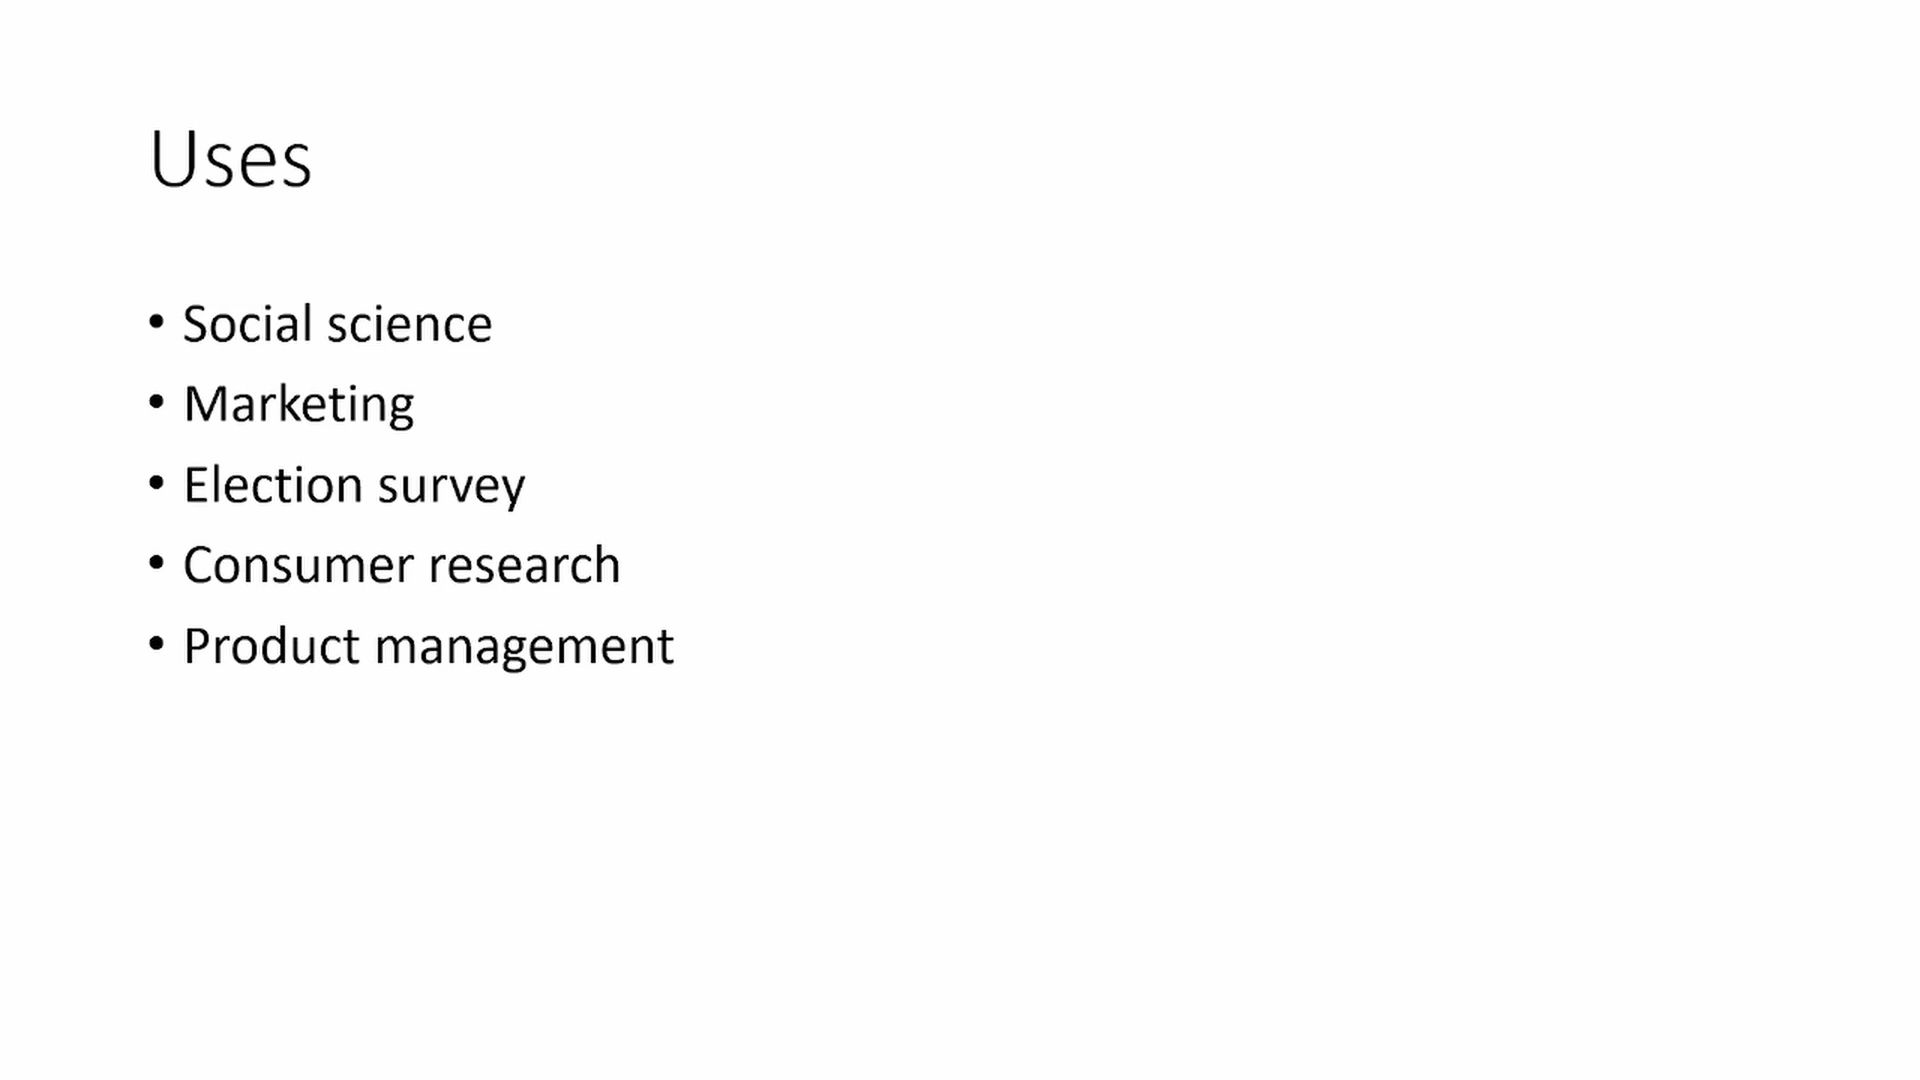 Uses
• Social science
• Marketing
• Election survey
• Consumer research
• Product management